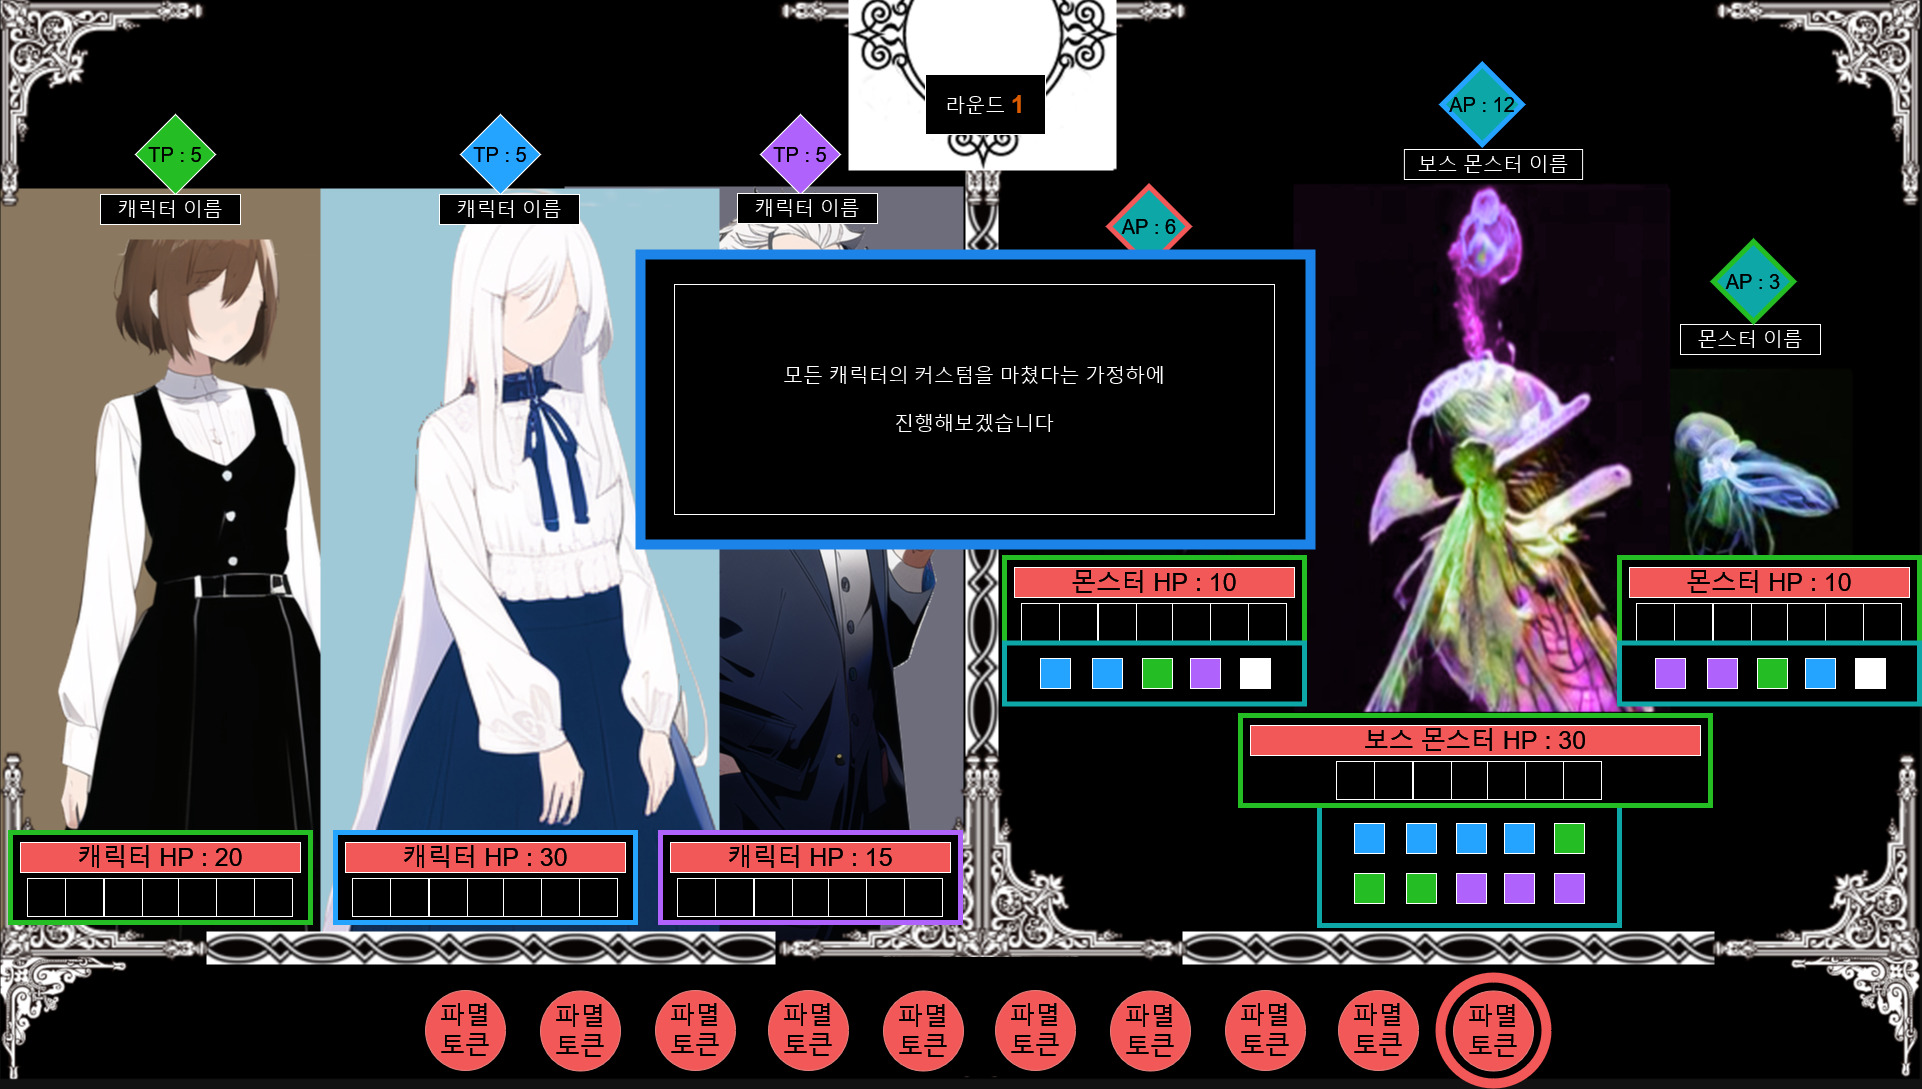 라운드 1
AP : 12
보스 몬스터 이름
TP : 5
TP : 5
TP : 5
캐릭터 이름
캐릭터 이름
캐릭터 이름
AP : 6
AP : 3
몬스터 이름
모든 캐릭터의 커스텀을 마쳤다는 가정하에
진행해보겠습니다
몬스터 HP : 10
몬스터 HP : 10
보스 몬스터 HP : 30
캐릭터 HP : 20
캐릭터 HP : 30
캐릭터 HP : 15
파멸
토큰
파멸
토큰
파멸
토큰
파멸
토큰
파멸
토큰
파멸
토큰
파멸
토큰
파멸
토큰
파멸
토큰
파멸
토큰